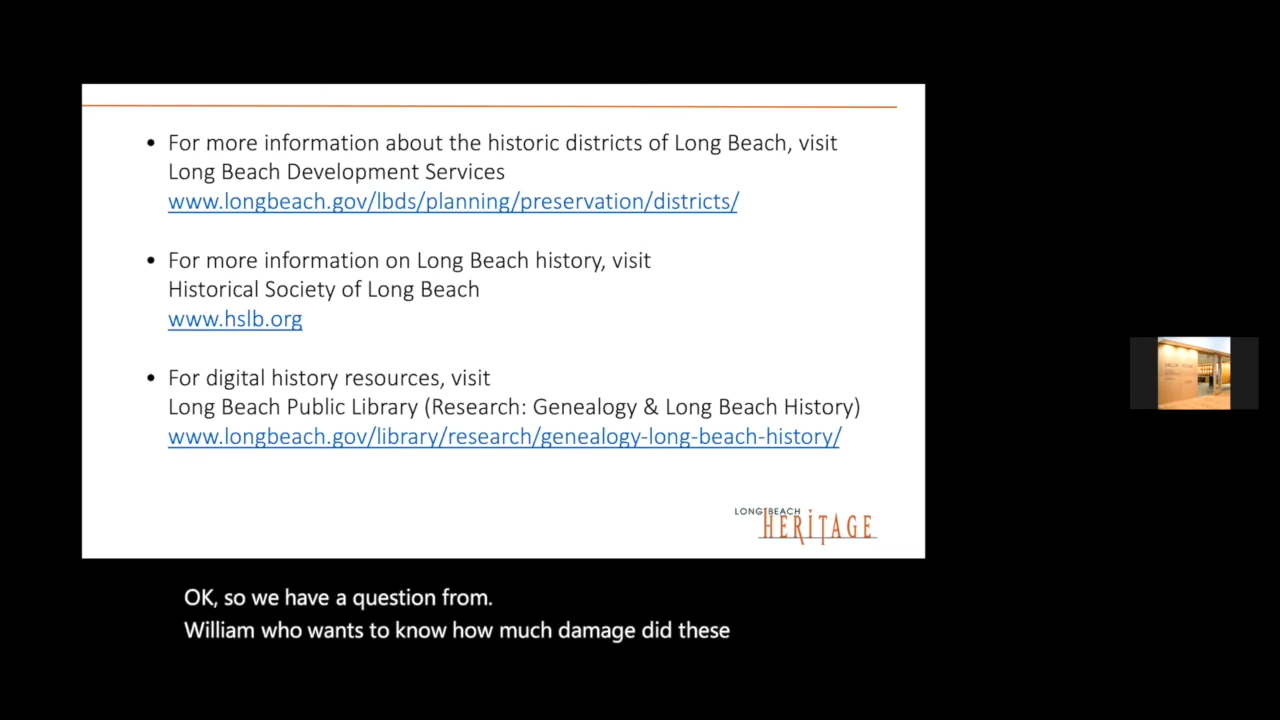 • For more information about the historic districts of Long Beach, visit
Long Beach Development Services
www.longbeach.gov/lbds/planning/preservation/districts/
• For more information on Long Beach history, visit
Historical Society of Long Beach
www.hslb.org
• For digital history resources, visit
Long Beach Public Library (Research: Genealogy & Long Beach History)
www.longbeach.gov/library/research/genealogy-long-beach-history/
LONG BEACH
HERITAGE
OK, so we have a question from.
William who wants to know how much damage did these